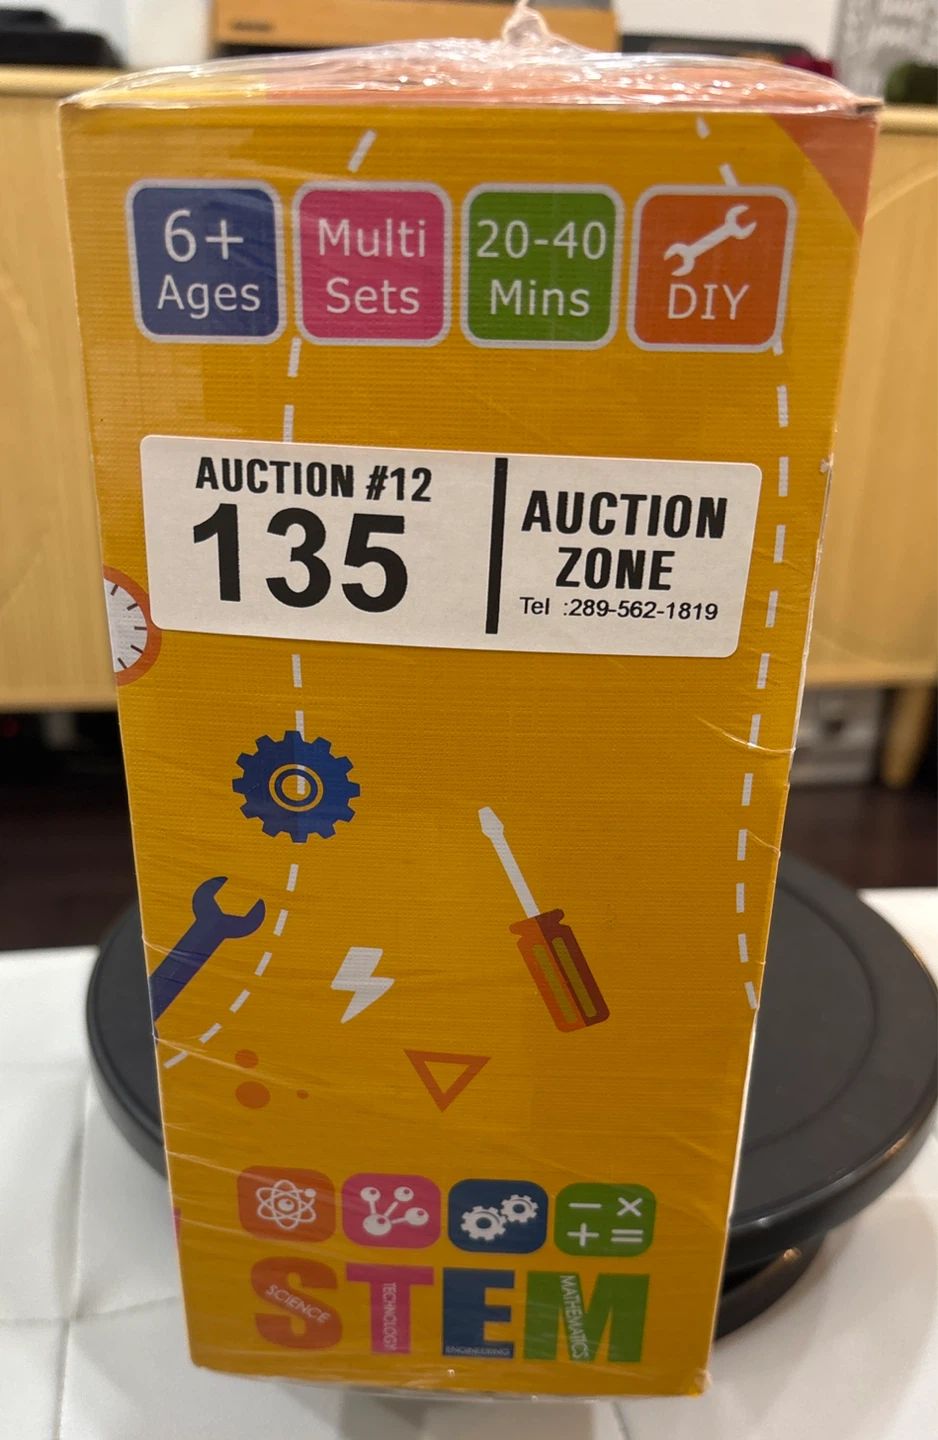 6+
Ages
Multi
Sets
20-40
Mins
DIY
AUCTION #12
135
AUCTION
ZONE
Tel :289-562-1819
− ×
+ =
STEM
SCIENCE
TECHNOLOGY
ENGINEERING
MATHEMATICS